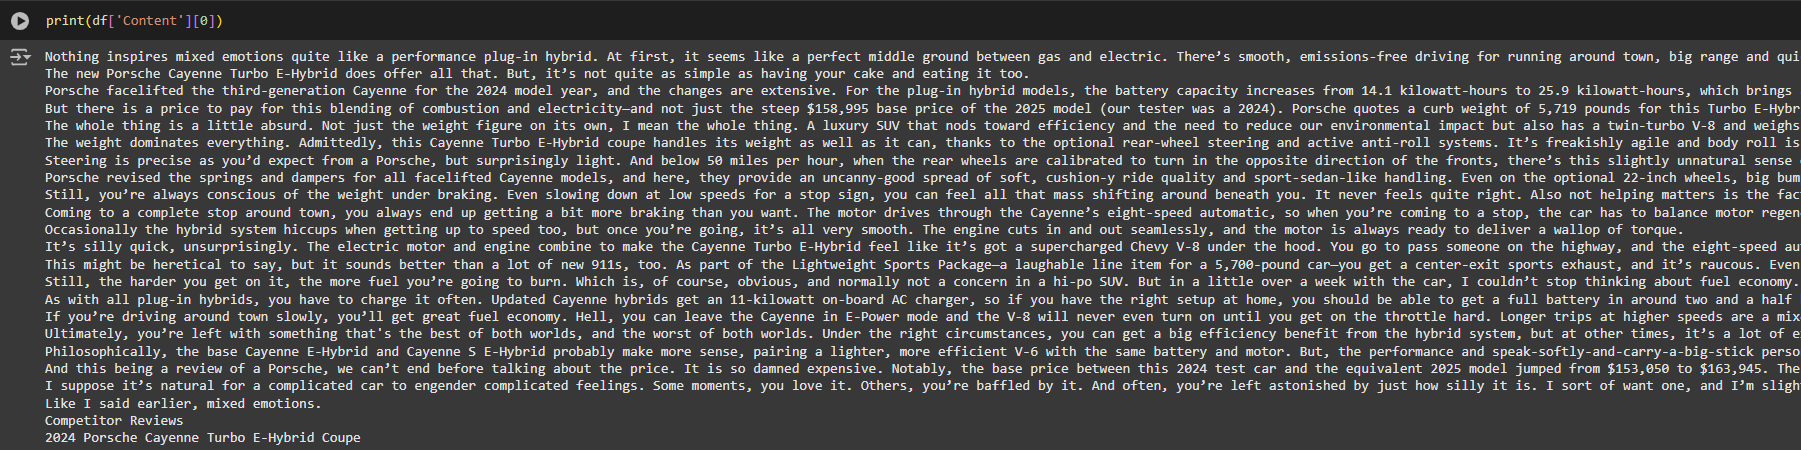 print(df['Content'][0])
Nothing inspires mixed emotions quite like a performance plug-in hybrid. At first, it seems like a perfect middle ground between gas and electric. There’s smooth, emissions-free driving for running around town, big range and qui
The new Porsche Cayenne Turbo E-Hybrid does offer all that. But, it’s not quite as simple as having your cake and eating it too.
Porsche facelifted the third-generation Cayenne for the 2024 model year, and the changes are extensive. For the plug-in hybrid models, the battery capacity increases from 14.1 kilowatt-hours to 25.9 kilowatt-hours, which brings
But there is a price to pay for this blending of combustion and electricity—and not just the steep $158,995 base price of the 2025 model (our tester was a 2024). Porsche quotes a curb weight of 5,719 pounds for this Turbo E-Hybr
The whole thing is a little absurd. Not just the weight figure on its own, I mean the whole thing. A luxury SUV that nods toward efficiency and the need to reduce our environmental impact but also has a twin-turbo V-8 and weighs
The weight dominates everything. Admittedly, this Cayenne Turbo E-Hybrid coupe handles its weight as well as it can, thanks to the optional rear-wheel steering and active anti-roll systems. It’s freakishly agile and body roll is
Steering is precise as you’d expect from a Porsche, but surprisingly light. And below 50 miles per hour, when the rear wheels are calibrated to turn in the opposite direction of the fronts, there’s this slightly unnatural sense
Porsche revised the springs and dampers for all facelifted Cayenne models, and here, they provide an uncanny-good spread of soft, cushion-y ride quality and sport-sedan-like handling. Even on the optional 22-inch wheels, big bum
Still, you’re always conscious of the weight under braking. Even slowing down at low speeds for a stop sign, you can feel all that mass shifting around beneath you. It never feels quite right. Also not helping matters is the fac
Coming to a complete stop around town, you always end up getting a bit more braking than you want. The motor drives through the Cayenne’s eight-speed automatic, so when you’re coming to a stop, the car has to balance motor regen
Occasionally the hybrid system hiccups when getting up to speed too, but once you’re going, it’s all very smooth. The engine cuts in and out seamlessly, and the motor is always ready to deliver a wallop of torque.
It’s silly quick, unsurprisingly. The electric motor and engine combine to make the Cayenne Turbo E-Hybrid feel like it’s got a supercharged Chevy V-8 under the hood. You go to pass someone on the highway, and the eight-speed au
This might be heretical to say, but it sounds better than a lot of new 911s, too. As part of the Lightweight Sports Package—a laughable line item for a 5,700-pound car—you get a center-exit sports exhaust, and it’s raucous. Even
Still, the harder you get on it, the more fuel you’re going to burn. Which is, of course, obvious, and normally not a concern in a hi-po SUV. But in a little over a week with the car, I couldn’t stop thinking about fuel economy.
As with all plug-in hybrids, you have to charge it often. Updated Cayenne hybrids get an 11-kilowatt on-board AC charger, so if you have the right setup at home, you should be able to get a full battery in around two and a half
If you’re driving around town slowly, you’ll get great fuel economy. Hell, you can leave the Cayenne in E-Power mode and the V-8 will never even turn on until you get on the throttle hard. Longer trips at higher speeds are a mix
Ultimately, you’re left with something that's the best of both worlds, and the worst of both worlds. Under the right circumstances, you can get a big efficiency benefit from the hybrid system, but at other times, it’s a lot of e
Philosophically, the base Cayenne E-Hybrid and Cayenne S E-Hybrid probably make more sense, pairing a lighter, more efficient V-6 with the same battery and motor. But, the performance and speak-softly-and-carry-a-big-stick perso
And this being a review of a Porsche, we can’t end before talking about the price. It is so damned expensive. Notably, the base price between this 2024 test car and the equivalent 2025 model jumped from $153,050 to $163,945. The
I suppose it’s natural for a complicated car to engender complicated feelings. Some moments, you love it. Others, you’re baffled by it. And often, you’re left astonished by just how silly it is. I sort of want one, and I’m sligh
Like I said earlier, mixed emotions.
Competitor Reviews
2024 Porsche Cayenne Turbo E-Hybrid Coupe